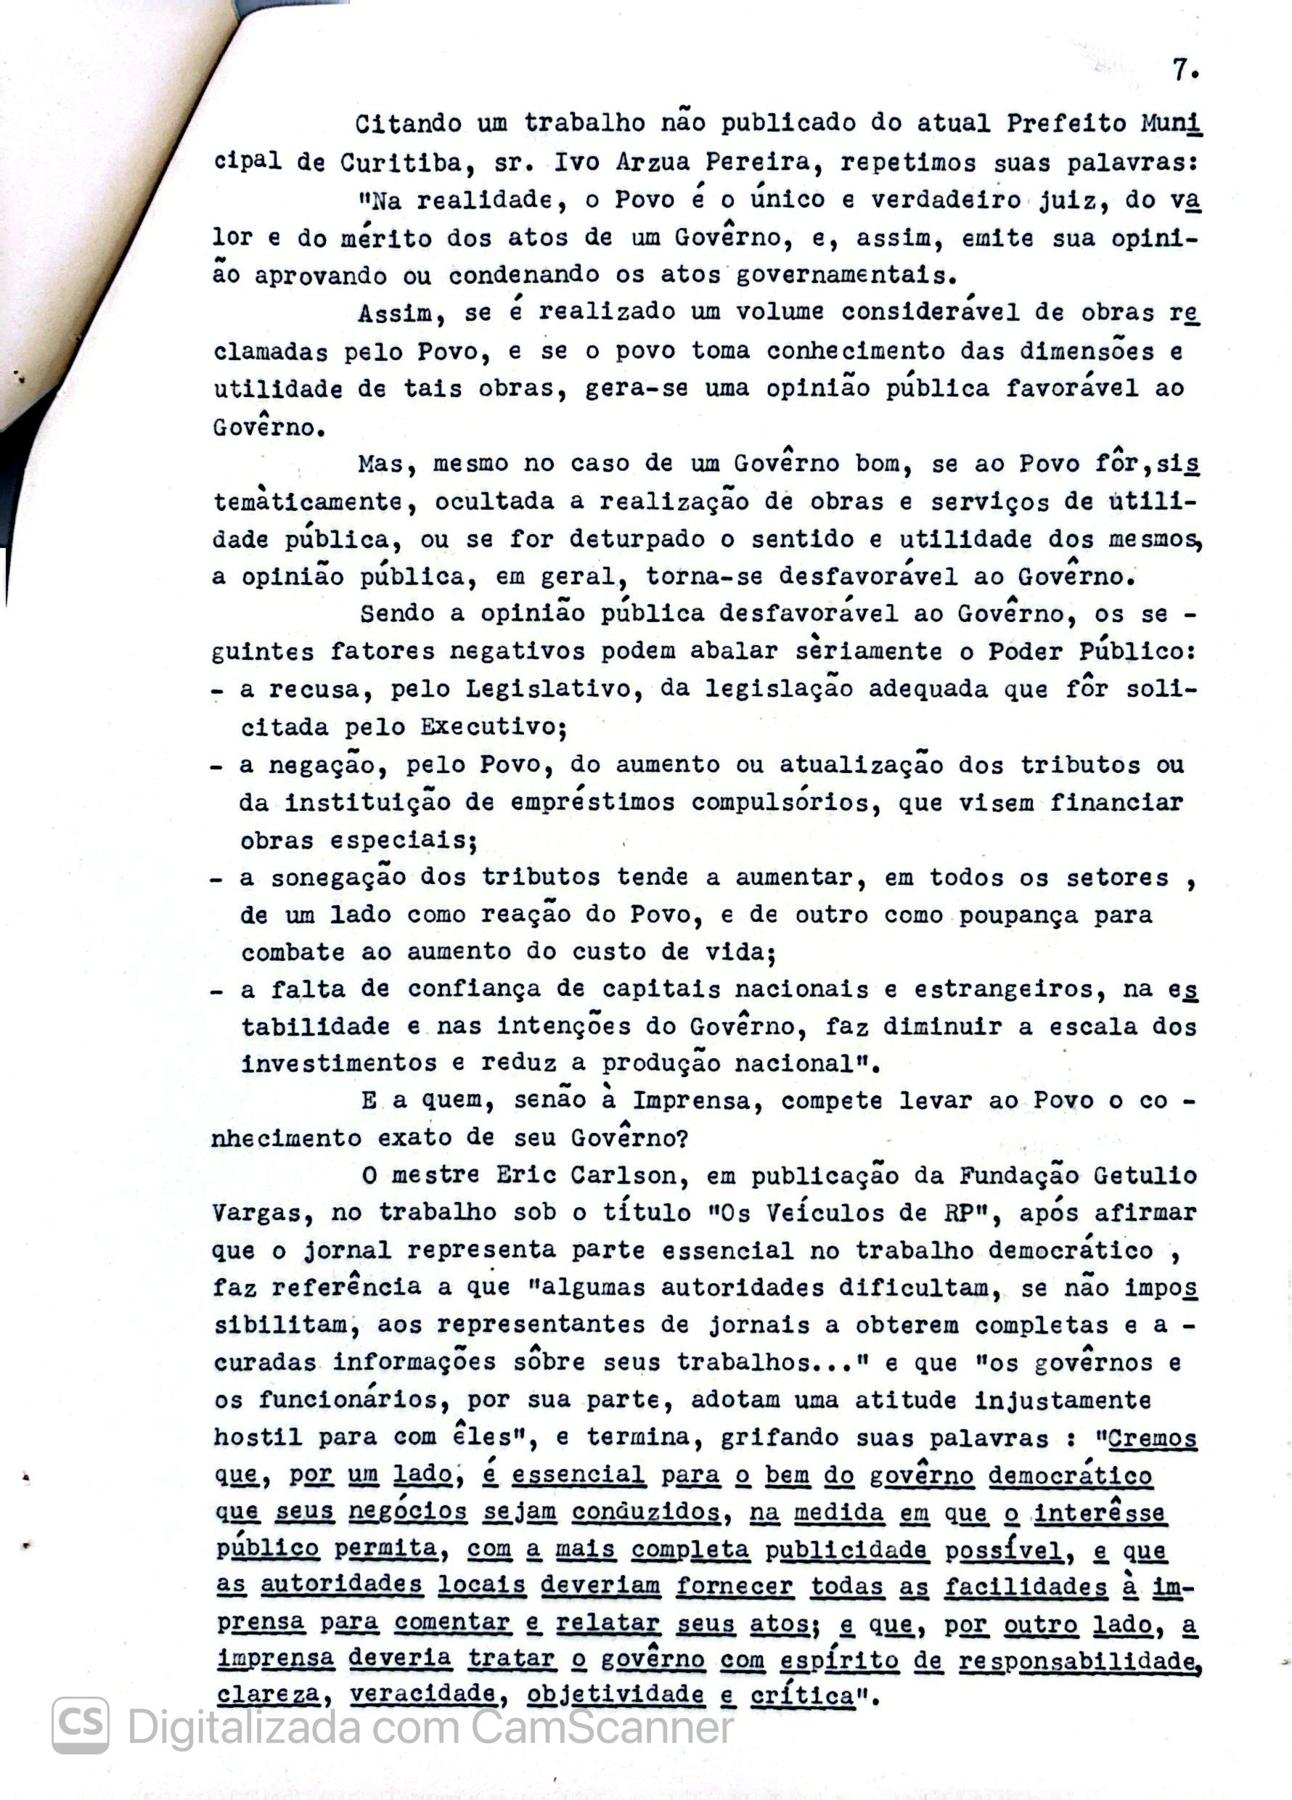 7.
Citando um trabalho não publicado do atual Prefeito Muni
cipal de Curitiba, sr. Ivo Arzua Pereira, repetimos suas palavras:
"Na realidade, o Povo é o único e verdadeiro juiz, do va
lor e do mérito dos atos de um Govêrno, e, assim, emite sua opini-
ão aprovando ou condenando os atos governamentais.
Assim, se é realizado um volume considerável de obras re
clamadas pelo Povo, e se o povo toma conhecimento das dimensões e
utilidade de tais obras, gera-se uma opinião pública favorável ao
Govêrno.
Mas, mesmo no caso de um Govêrno bom, se ao Povo fôr,sis
temàticamente, ocultada a realização de obras e serviços de utili-
dade pública, ou se for deturpado o sentido e utilidade dos mesmos,
a opinião pública, em geral, torna-se desfavorável ao Govêrno.
Sendo a opinião pública desfavorável ao Govêrno, os se -
guintes fatores negativos podem abalar sèriamente o Poder Público:
- a recusa, pelo Legislativo, da legislação adequada que fôr soli-
citada pelo Executivo;
- a negação, pelo Povo, do aumento ou atualização dos tributos ou
da instituição de empréstimos compulsórios, que visem financiar
obras especiais;
- a sonegação dos tributos tende a aumentar, em todos os setores ,
de um lado como reação do Povo, e de outro como poupança para
combate ao aumento do custo de vida;
- a falta de confiança de capitais nacionais e estrangeiros, na es
tabilidade e nas intenções do Govêrno, faz diminuir a escala dos
investimentos e reduz a produção nacional".
E a quem, senão à Imprensa, compete levar ao Povo o co -
nhecimento exato de seu Govêrno?
O mestre Eric Carlson, em publicação da Fundação Getulio
Vargas, no trabalho sob o título "Os Veículos de RP", após afirmar
que o jornal representa parte essencial no trabalho democrático ,
faz referência a que "algumas autoridades dificultam, se não impos
sibilitam, aos representantes de jornais a obterem completas e a -
curadas informações sôbre seus trabalhos..." e que "os govêrnos e
os funcionários, por sua parte, adotam uma atitude injustamente
hostil para com êles", e termina, grifando suas palavras : "Cremos
que, por um lado, é essencial para o bem do govêrno democrático
que seus negócios sejam conduzidos, na medida em que o interêsse
público permita, com a mais completa publicidade possível, e que
as autoridades locais deveriam fornecer todas as facilidades à im-
prensa para comentar e relatar seus atos; e que, por outro lado, a
imprensa deveria tratar o govêrno com espírito de responsabilidade,
clareza, veracidade, objetividade e crítica".
CS Digitalizada com CamScanner